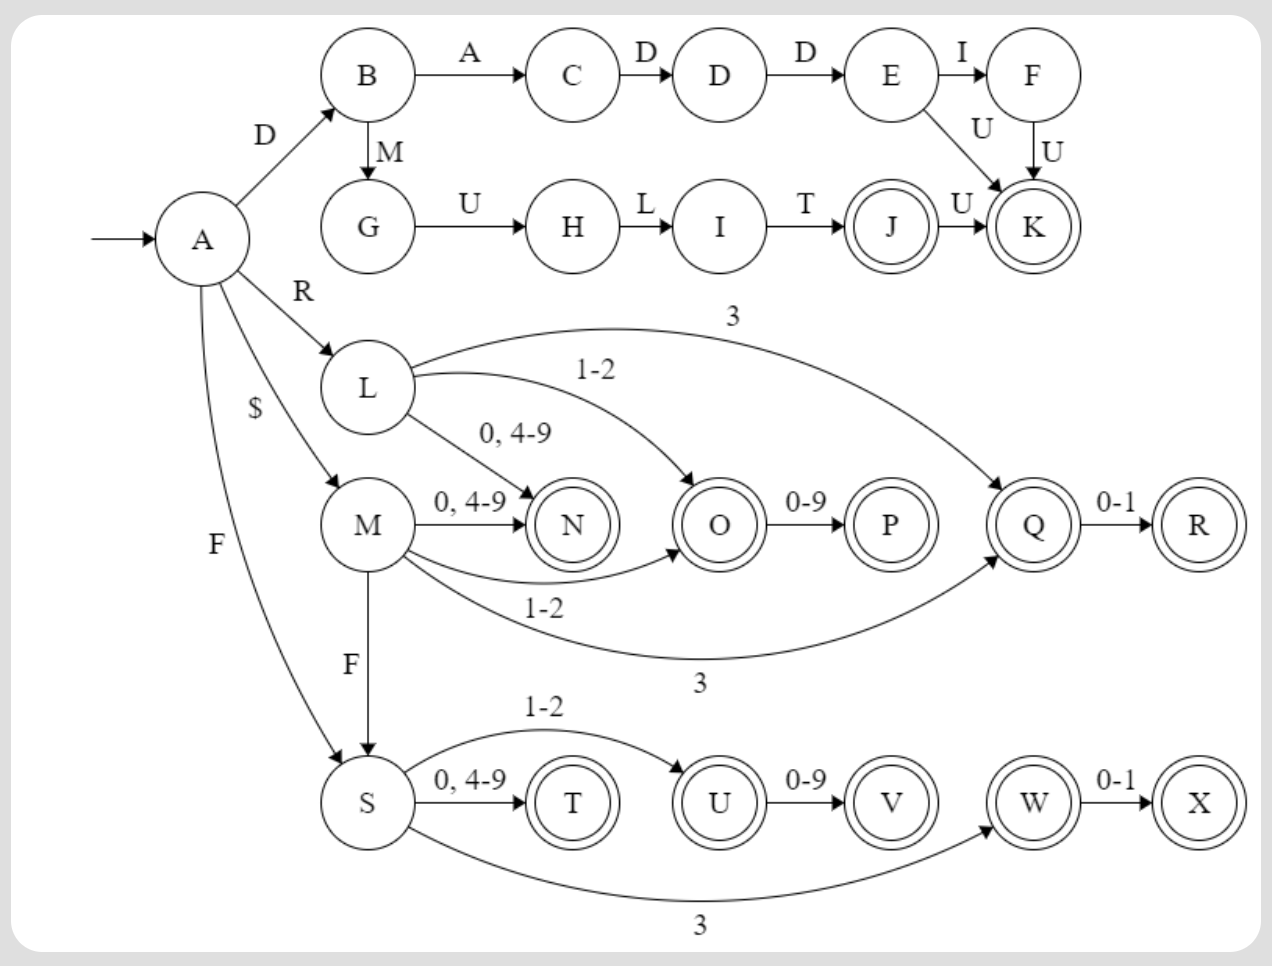 B A C D D D E I F
D M U U
G U H L I T J U K
A
R
3
L 1-2
$ 0, 4-9
M 0, 4-9 N O 0-9 P Q 0-1 R
F
1-2
F 3
1-2
S 0, 4-9 T U 0-9 V W 0-1 X
3